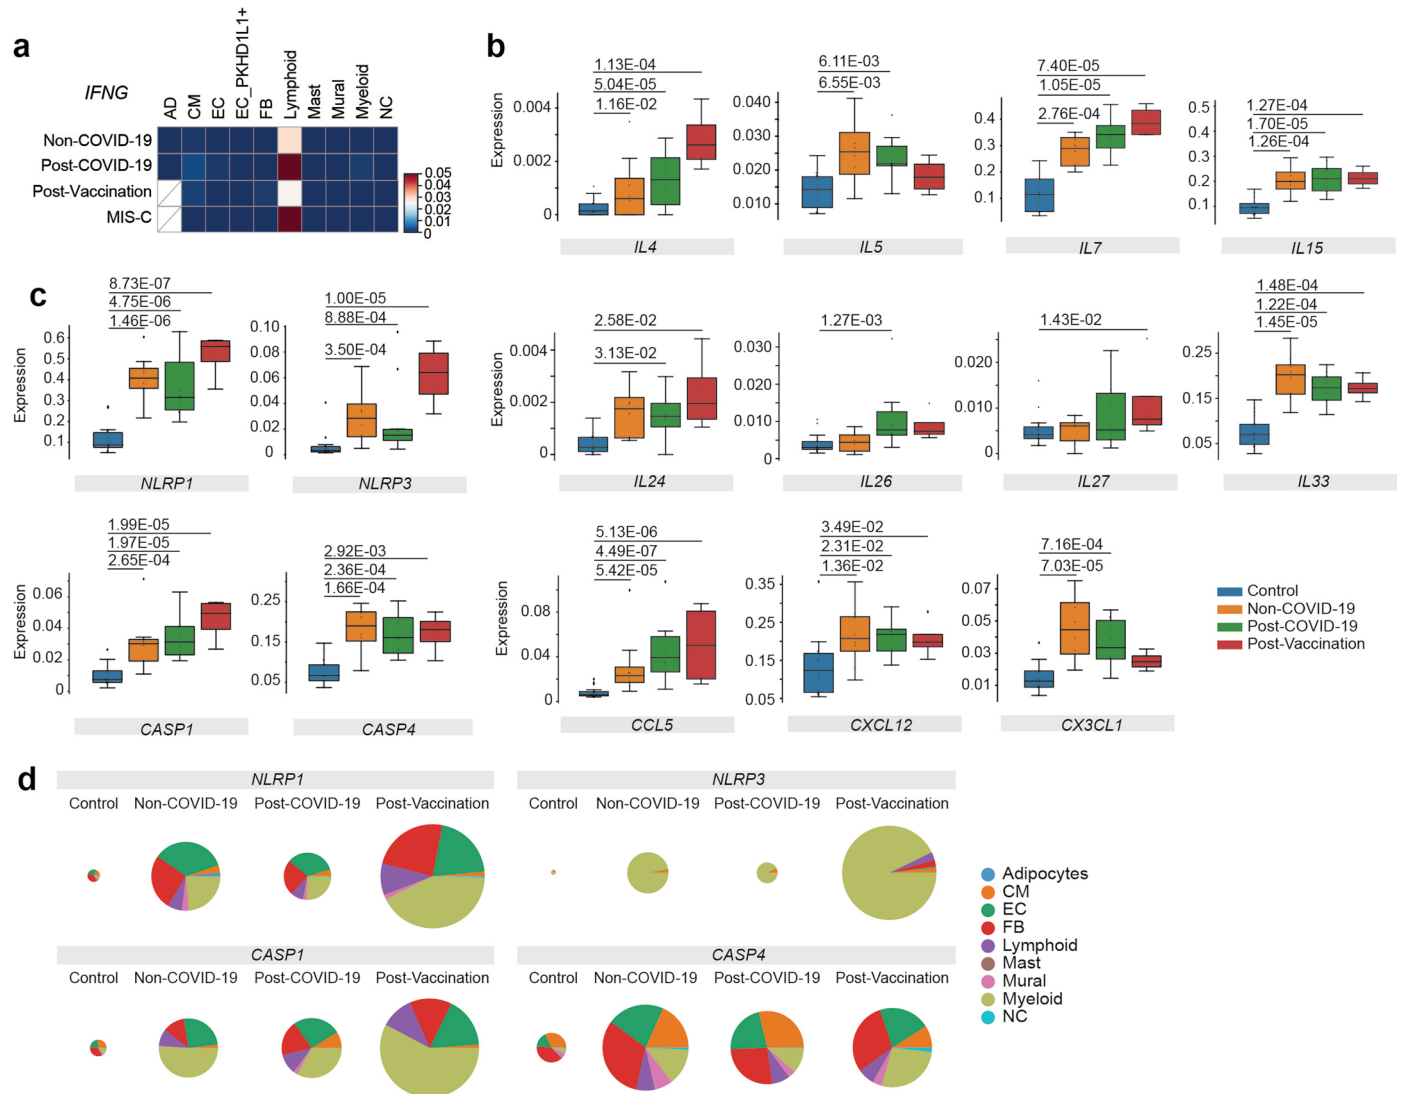 a
IFNG
AD
CM
EC
EC_PKHD1L1+
FB
Lymphoid
Mast
Mural
Myeloid
NC
Non-COVID-19
Post-COVID-19
Post-Vaccination
MIS-C
0.05
0.04
0.03
0.02
0.01
0
b
Expression
1.13E-04
5.04E-05
1.16E-02
0.004
0.002
0
IL4
6.11E-03
6.55E-03
0.040
0.030
0.020
0.010
IL5
7.40E-05
1.05E-05
2.76E-04
0.4
0.3
0.2
0.1
IL7
1.27E-04
1.70E-05
1.26E-04
0.5
0.4
0.3
0.2
0.1
IL15
c
Expression
8.73E-07
4.75E-06
1.46E-06
0.6
0.5
0.4
0.3
0.2
0.1
NLRP1
1.00E-05
8.88E-04
3.50E-04
0.10
0.08
0.06
0.04
0.02
0
NLRP3
Expression
2.58E-02
3.13E-02
0.004
0.002
0
IL24
1.27E-03
0.030
0.020
0.010
0
IL26
1.43E-02
0.020
0.010
0
IL27
1.48E-04
1.22E-04
1.45E-05
0.25
0.15
0.05
IL33
Expression
1.99E-05
1.97E-05
2.65E-04
0.06
0.04
0.02
0
CASP1
2.92E-03
2.36E-04
1.66E-04
0.25
0.15
0.05
CASP4
Expression
5.13E-06
4.49E-07
5.42E-05
0.08
0.04
0
CCL5
3.49E-02
2.31E-02
1.36E-02
0.35
0.25
0.15
0.05
CXCL12
7.16E-04
7.03E-05
0.07
0.05
0.03
0.01
CX3CL1
Control
Non-COVID-19
Post-COVID-19
Post-Vaccination
d
NLRP1
Control Non-COVID-19 Post-COVID-19 Post-Vaccination
NLRP3
Control Non-COVID-19 Post-COVID-19 Post-Vaccination
CASP1
Control Non-COVID-19 Post-COVID-19 Post-Vaccination
CASP4
Control Non-COVID-19 Post-COVID-19 Post-Vaccination
Adipocytes
CM
EC
FB
Lymphoid
Mast
Mural
Myeloid
NC